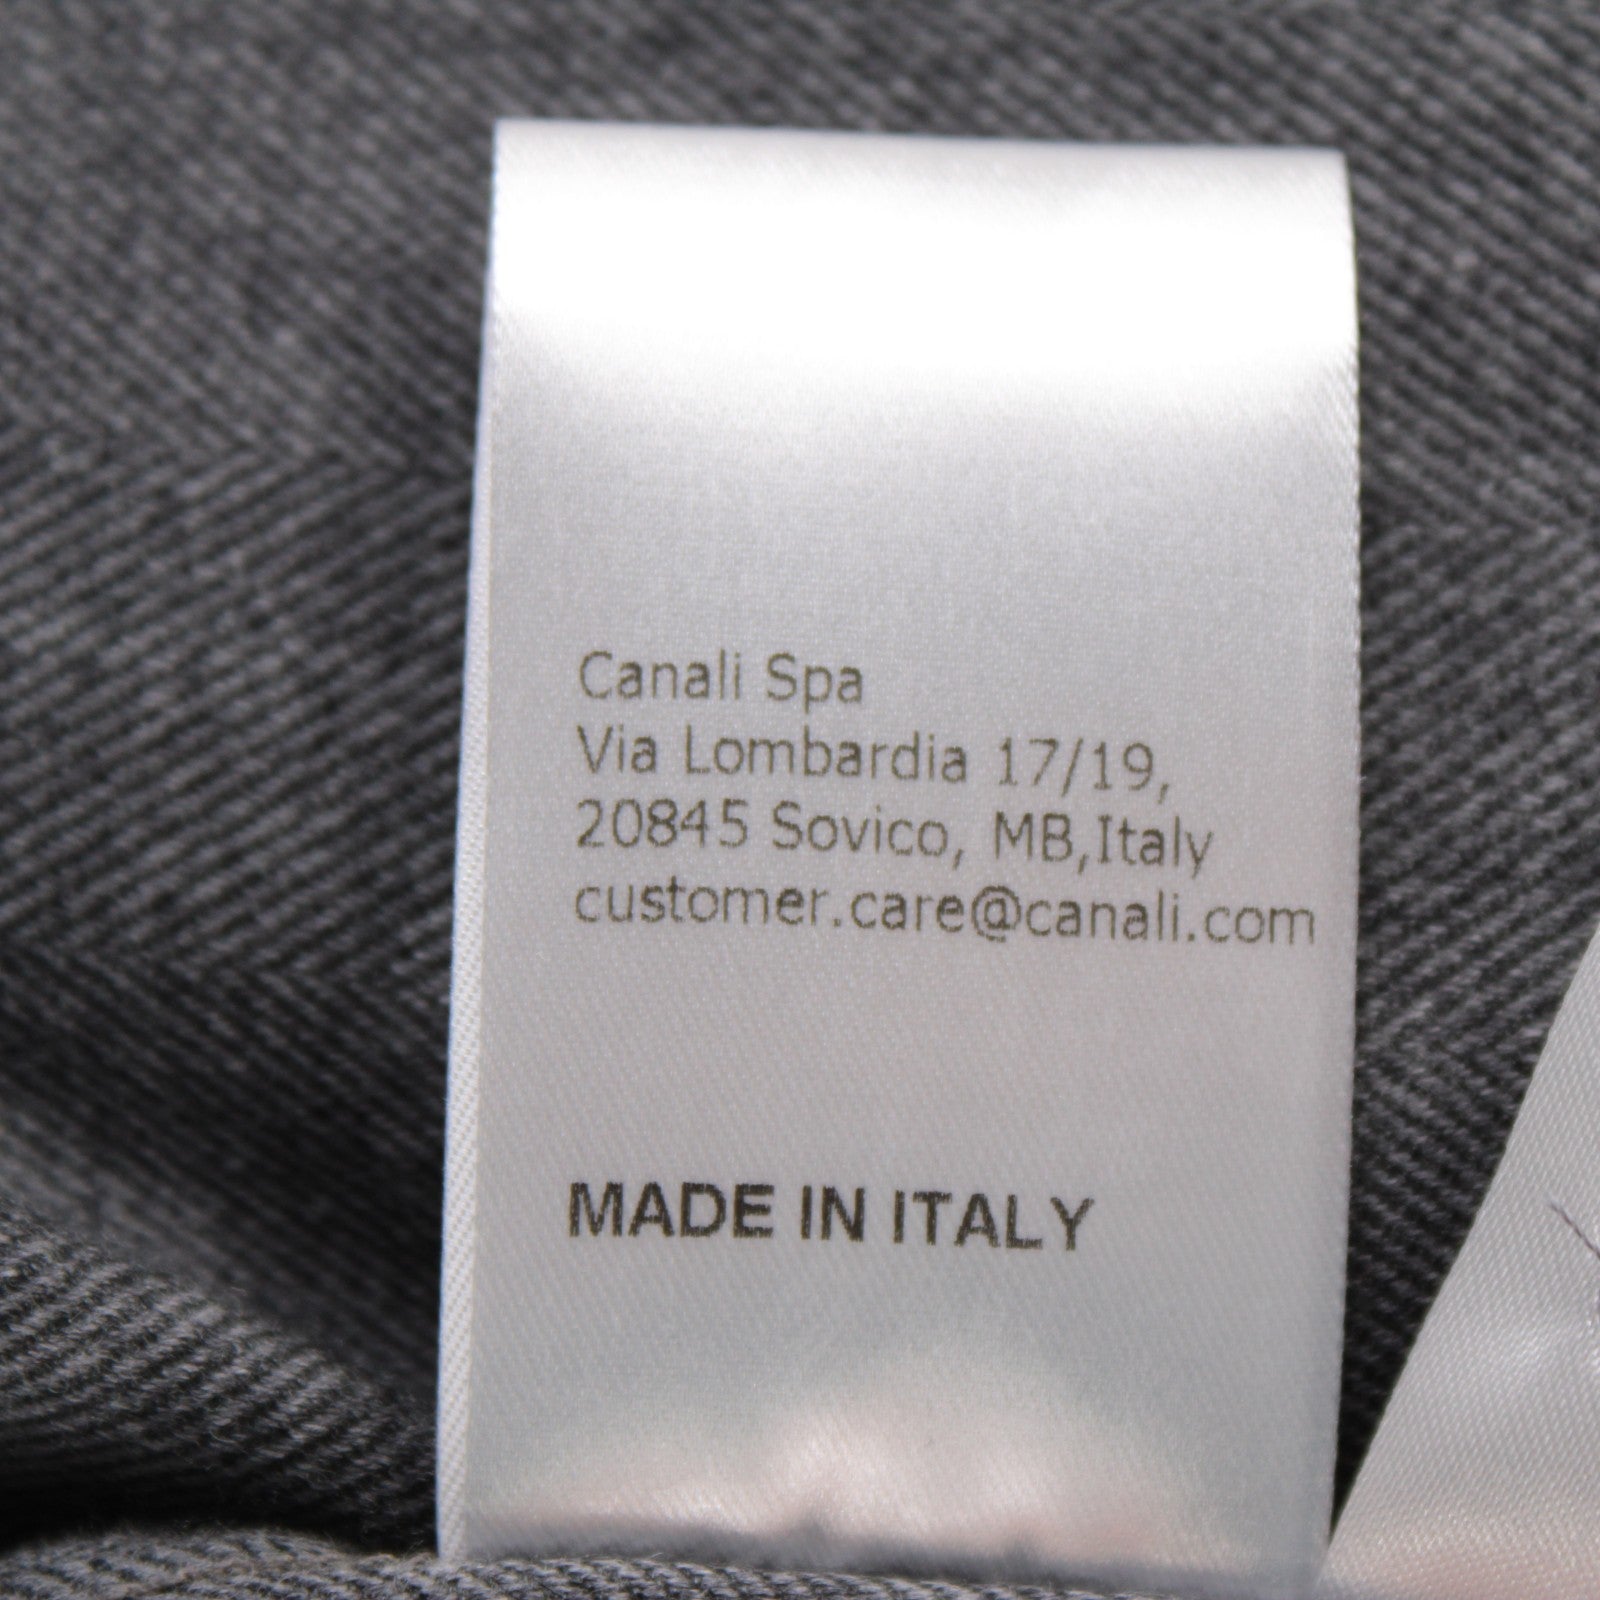 Canali Spa
Via Lombardia 17/19,
20845 Sovico, MB,Italy
customer.care@canali.com
MADE IN ITALY